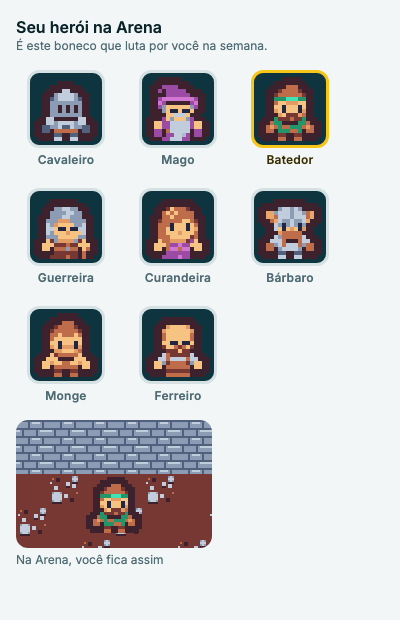 Seu herói na Arena
É este boneco que luta por você na semana.
Cavaleiro
Mago
Batedor
Guerreira
Curandeira
Bárbaro
Monge
Ferreiro
Na Arena, você fica assim